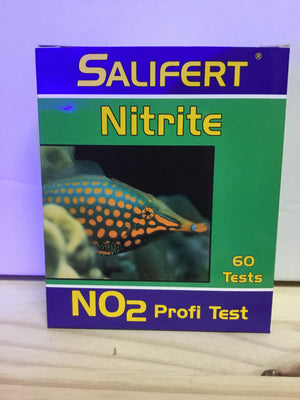 SALIFERT®
Nitrite
60
Tests
NO2 Profi Test